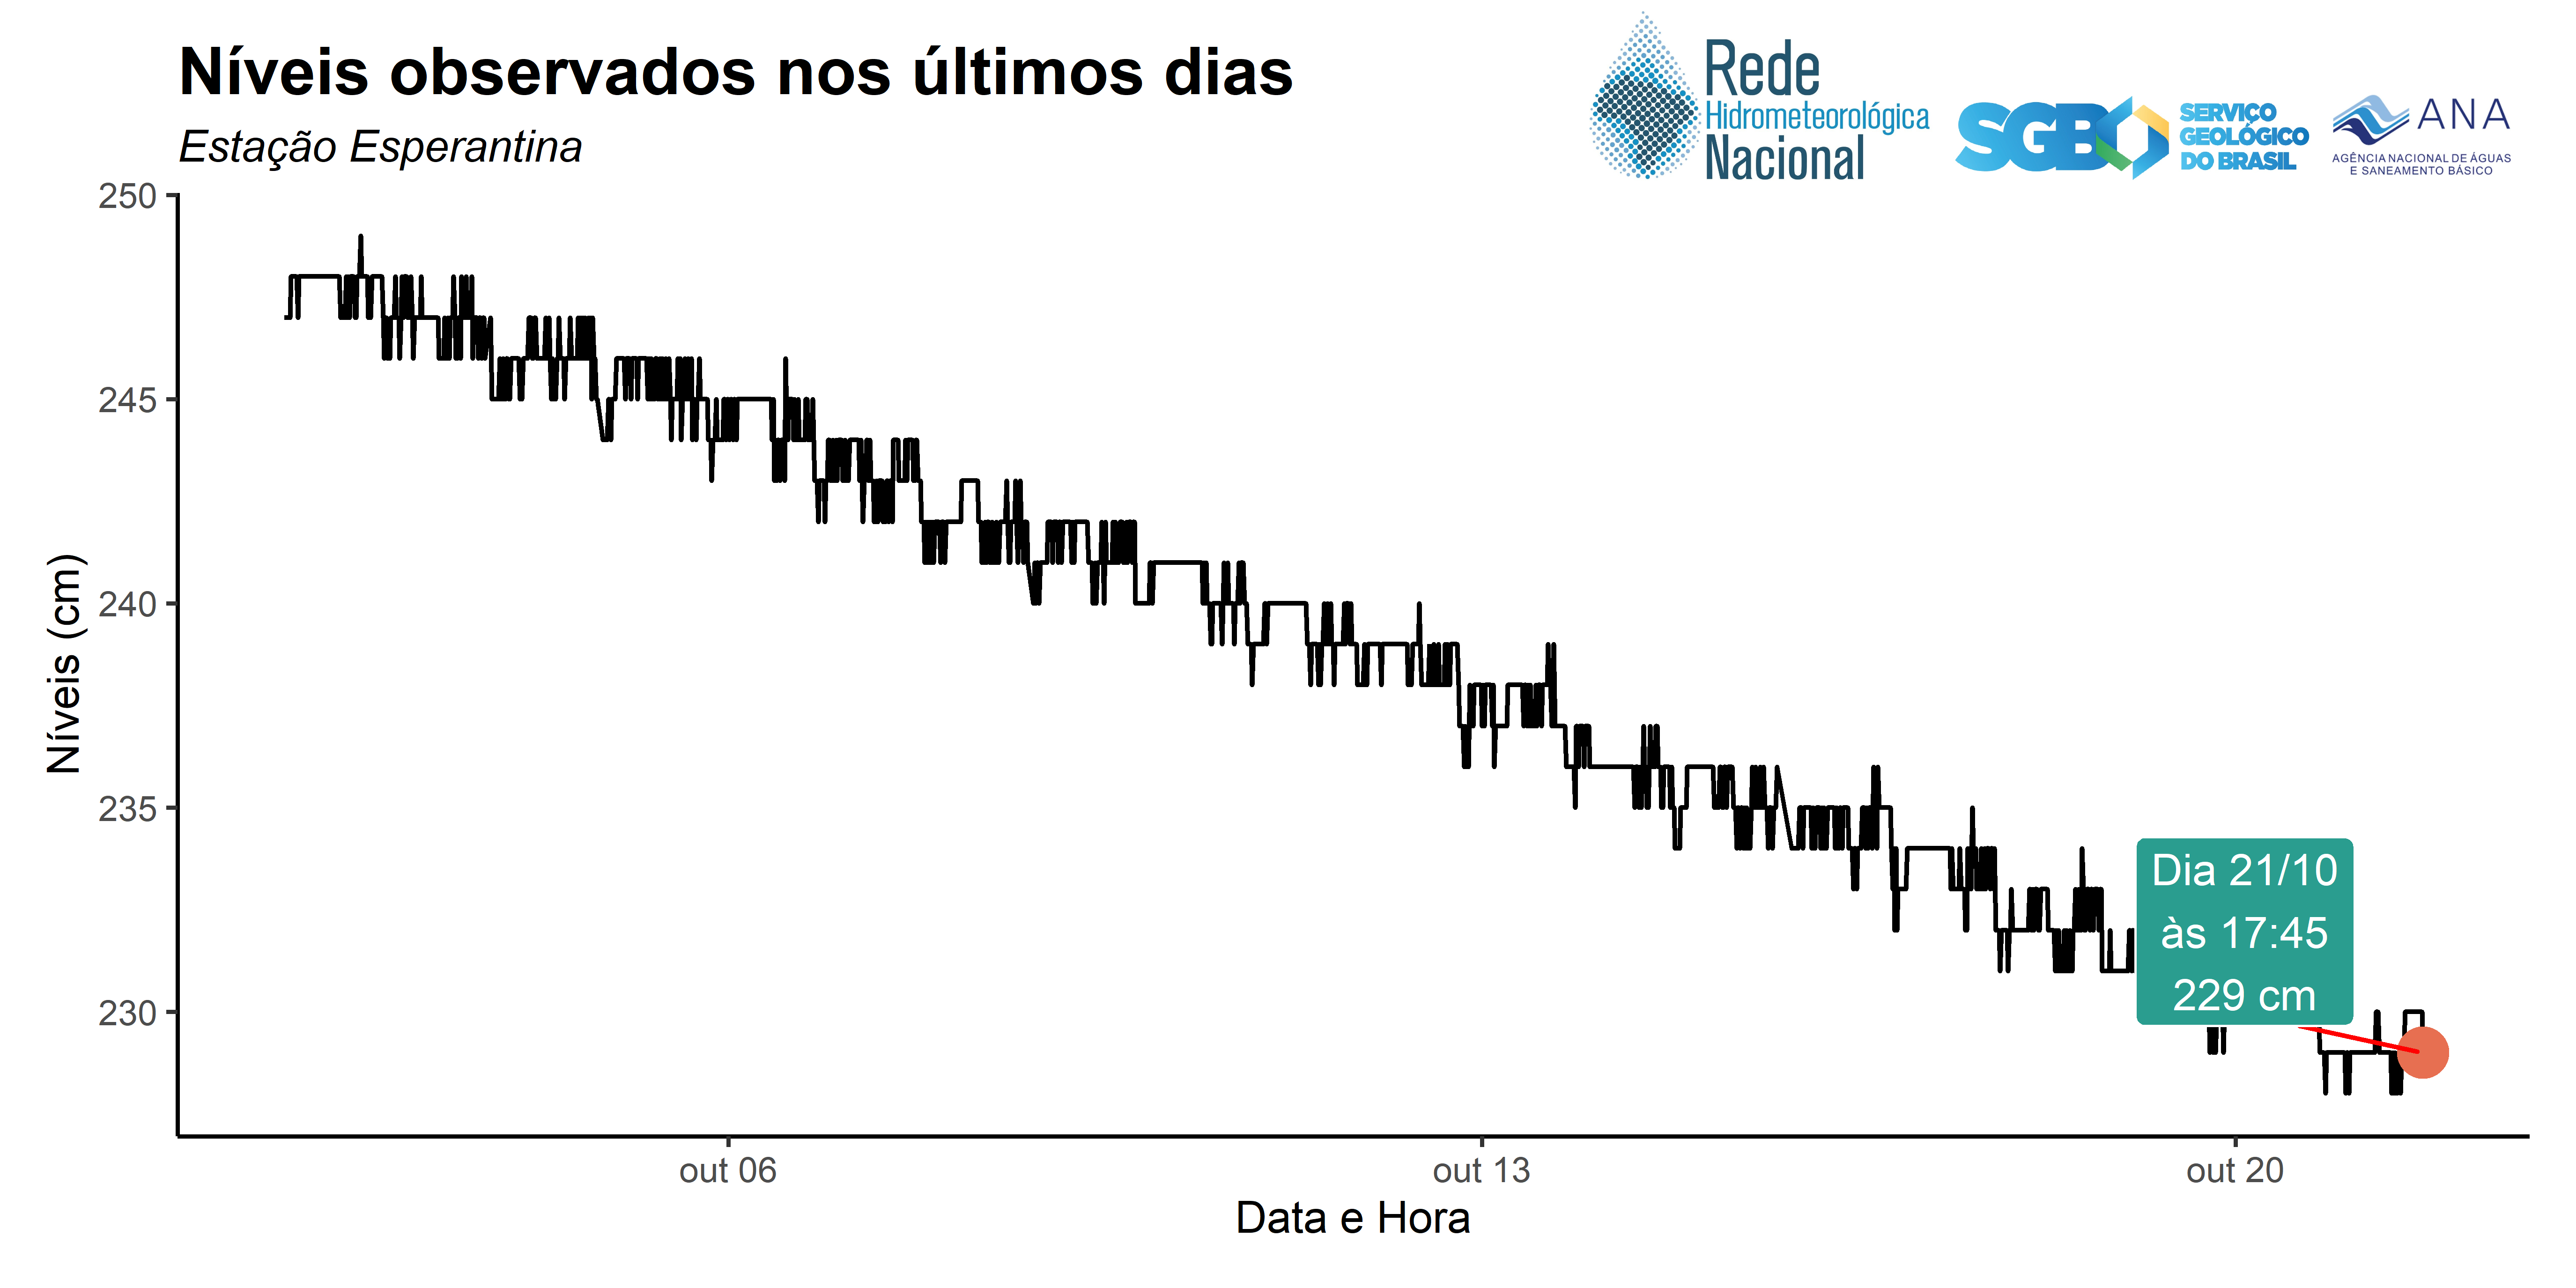 Níveis observados nos últimos dias
Estação Esperantina
Rede
Hidrometeorológica
Nacional
SGB
SERVIÇO
GEOLÓGICO
DO BRASIL
ANA
AGÊNCIA NACIONAL DE ÁGUAS
E SANEAMENTO BÁSICO
250
245
240
235
230
Níveis (cm)
Dia 21/10
às 17:45
229 cm
out 06
out 13
out 20
Data e Hora